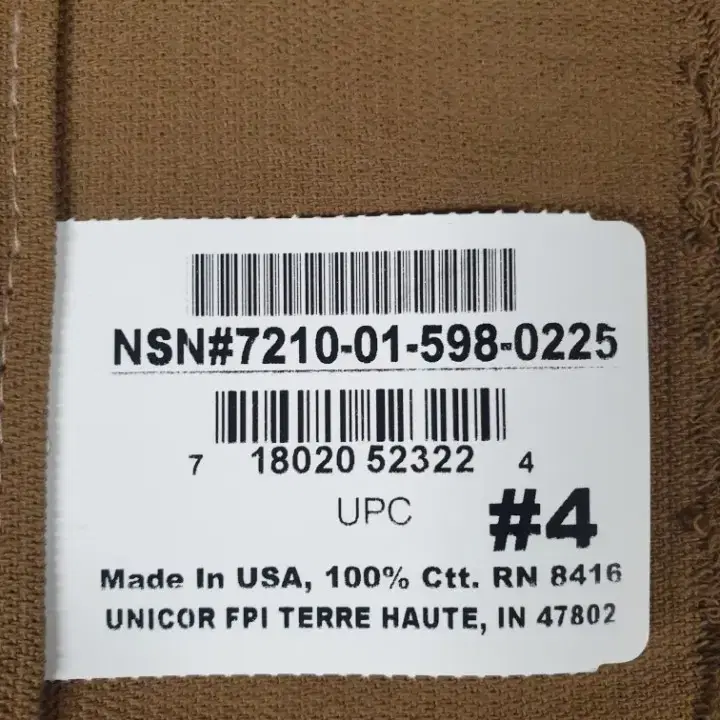 NSN#7210-01-598-0225
7 18020 52322 4
UPC
#4
Made In USA, 100% Ctt. RN 8416
UNICOR FPI TERRE HAUTE, IN 47802